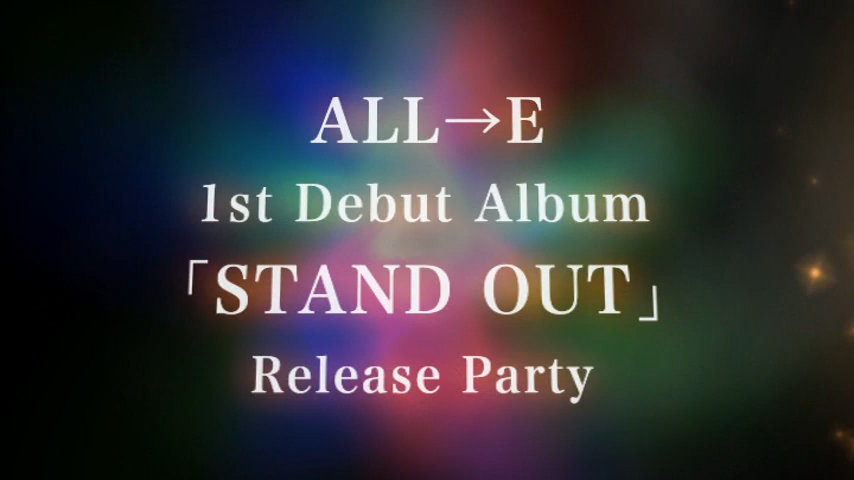 ALL→E
1st Debut Album
「STAND OUT」
Release Party